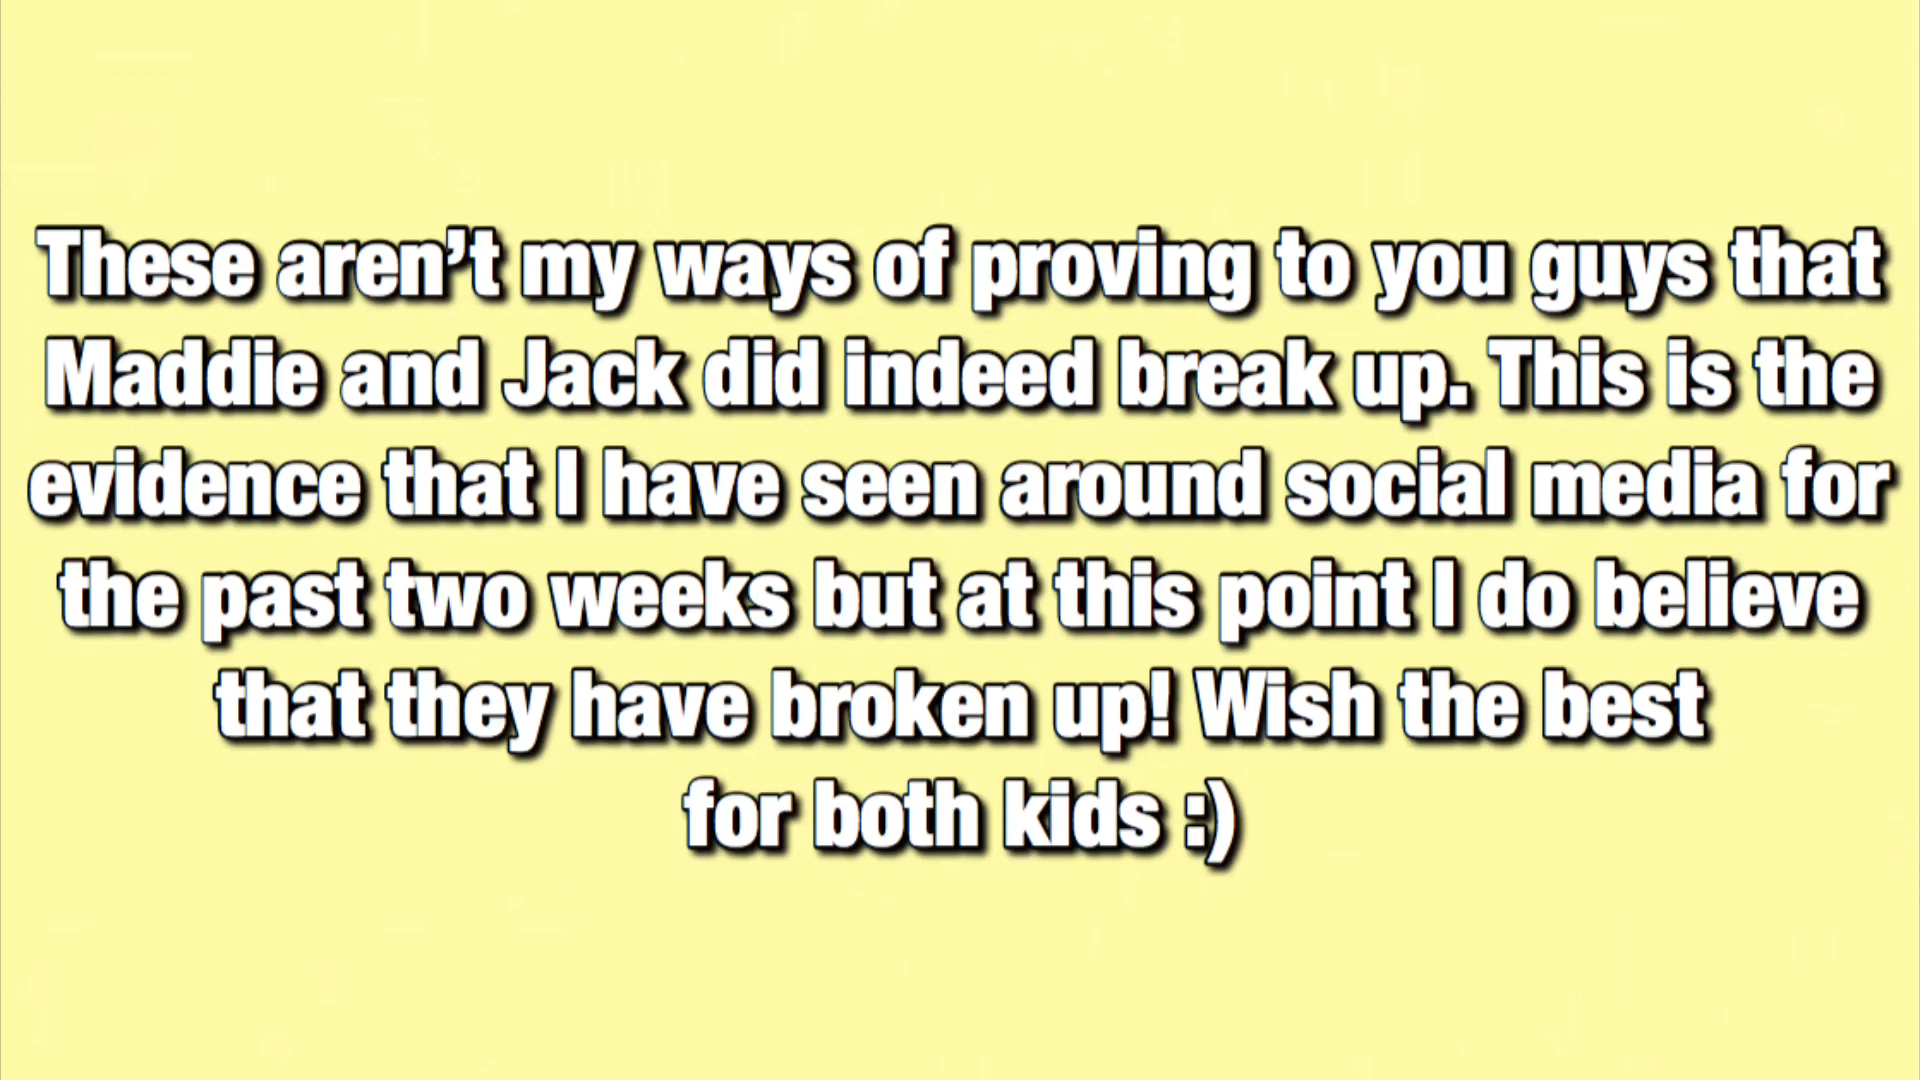 These aren’t my ways of proving to you guys that
Maddie and Jack did indeed break up. This is the
evidence that I have seen around social media for
the past two weeks but at this point I do believe
that they have broken up! Wish the best
for both kids :)